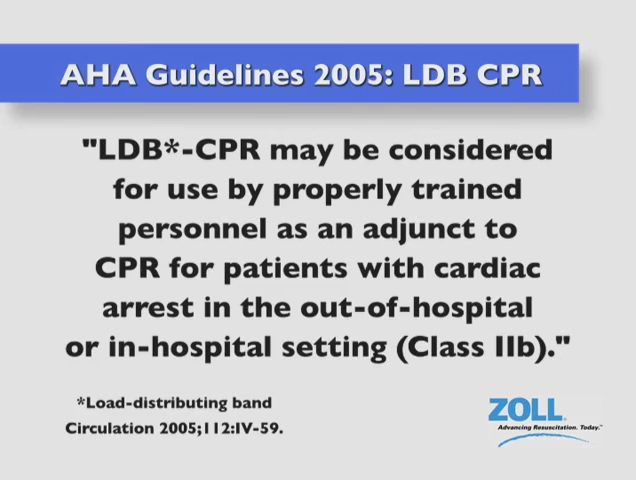 AHA Guidelines 2005: LDB CPR
"LDB*-CPR may be considered
for use by properly trained
personnel as an adjunct to
CPR for patients with cardiac
arrest in the out-of-hospital
or in-hospital setting (Class IIb)."
*Load-distributing band
Circulation 2005;112:IV-59.
ZOLL
Advancing Resuscitation. Today.™